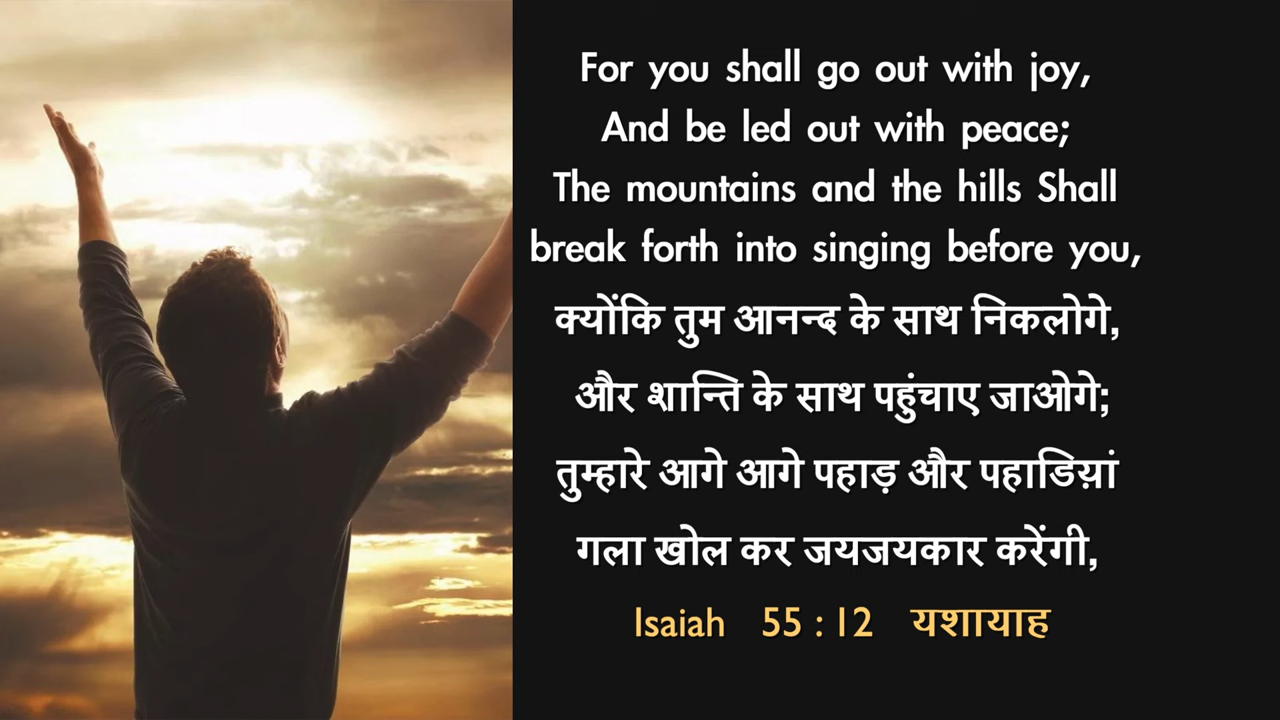 For you shall go out with joy,
And be led out with peace;
The mountains and the hills Shall
break forth into singing before you,
क्योंकि तुम आनन्द के साथ निकलोगे,
और शान्ति के साथ पहुंचाए जाओगे;
तुम्हारे आगे आगे पहाड़ और पहाडिय़ां
गला खोल कर जयजयकार करेंगी,
Isaiah 55 : 12 यशायाह